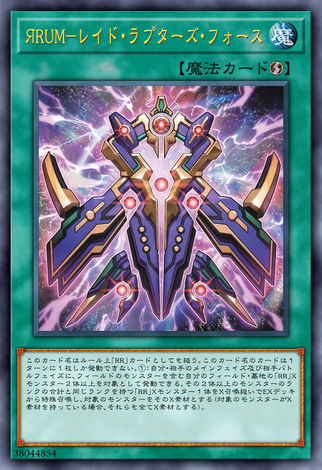 ЯRUM－レイド・ラプターズ・フォース
魔
【魔法カード】
このカード名はルール上「RR」カードとしても扱う。このカード名のカードは１ター
ンに１枚しか発動できない。①：自分・相手のメインフェイズ及び相手バト
ルフェイズに、フィールドのモンスターを含む自分のフィールド・墓地の「RR」X
モンスター２体以上を対象として発動できる。その２体以上のモンスターのラ
ンクの合計と同じランクを持つ「RR」Xモンスター１体をX召喚扱いでEXデッキ
から特殊召喚し、対象のモンスターをそのX素材とする（対象のモンスターがX
素材を持っている場合、それらも全てX素材とする）。
38044854